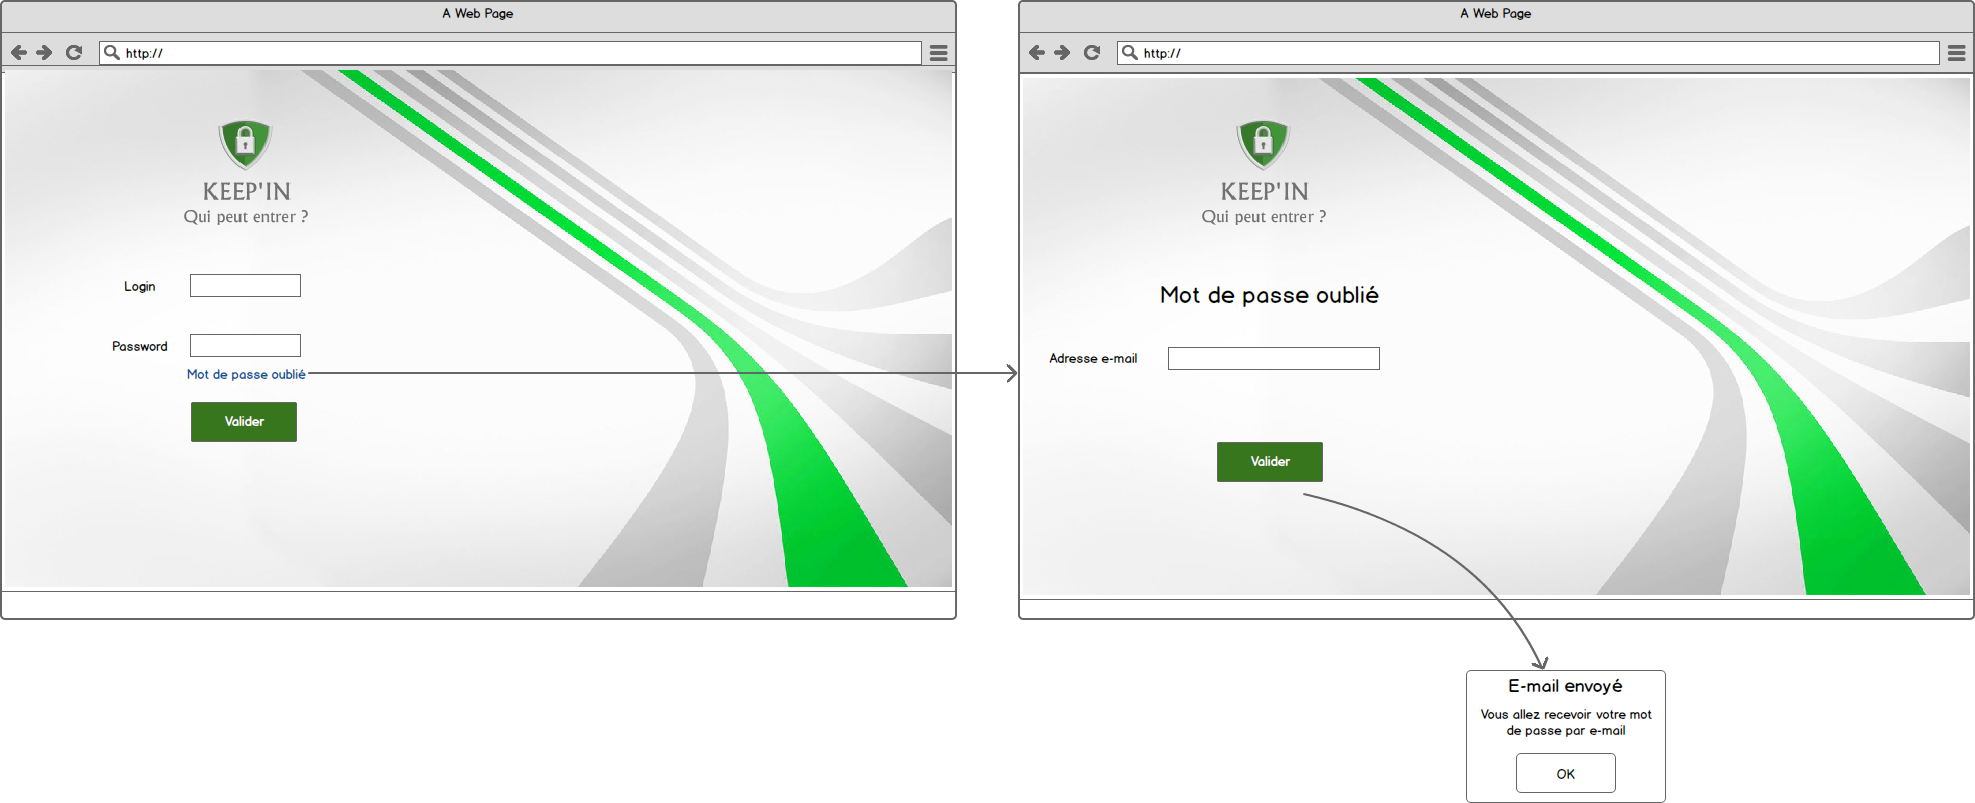 A Web Page
http://
KEEP'IN
Qui peut entrer ?
Login
Password
Mot de passe oublié
Valider
A Web Page
http://
KEEP'IN
Qui peut entrer ?
Mot de passe oublié
Adresse e-mail
Valider
E-mail envoyé
Vous allez recevoir votre mot
de passe par e-mail
OK